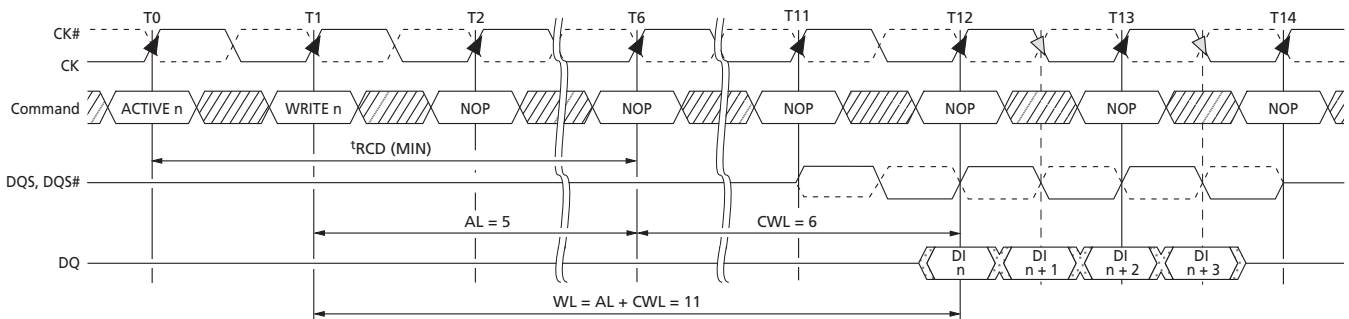 T0 T1 T2 T6 T11 T12 T13 T14
CK#
CK
Command ACTIVE n WRITE n NOP NOP NOP NOP NOP NOP
tRCD (MIN)
DQS, DQS#
AL = 5 CWL = 6
DQ DI n DI n + 1 DI n + 2 DI n + 3
WL = AL + CWL = 11